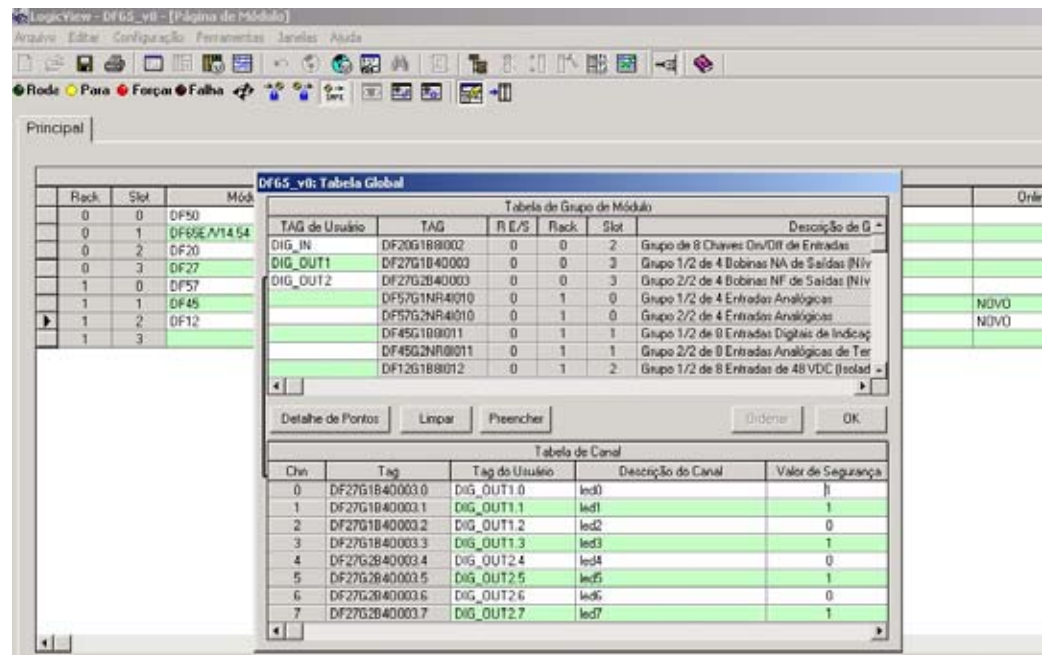 LogicView - DF65_v0 - [Página de Módulo]
Arquivo Editar Configuração Ferramentas Janelas Ajuda
Rode Para Forçar Falha
Principal
Rack Slot Módu Onlin
0 0 DF50
0 1 DF65E/V14.54
0 2 DF20
0 3 DF27
1 0 DF57
1 1 DF45 NOVO
1 2 DF12 NOVO
1 3
DF65_v0: Tabela Global
Tabela de Grupo de Módulo
TAG de Usuário TAG R E/S Rack Slot Descrição de G
DIG_IN DF20G1B8I002 0 0 2 Grupo de 8 Chaves On/Off de Entradas
DIG_OUT1 DF27G1B4O003 0 0 3 Grupo 1/2 de 4 Bobinas NA de Saídas (Nív
DIG_OUT2 DF27G2B4O003 0 0 3 Grupo 2/2 de 4 Bobinas NF de Saídas (Nív
DF57G1NR4I010 0 1 0 Grupo 1/2 de 4 Entradas Analógicas
DF57G2NR4I010 0 1 0 Grupo 2/2 de 4 Entradas Analógicas
DF45G1B8I011 0 1 1 Grupo 1/2 de 8 Entradas Digitais de Indicaç
DF45G2NR8I011 0 1 1 Grupo 2/2 de 8 Entradas Analógicas de Ter
DF12G1B8I012 0 1 2 Grupo 1/2 de 8 Entradas de 48 VDC (Isolad
Detalhe de Pontos Limpar Preencher Ordenar OK
Tabela de Canal
Chn Tag Tag do Usuário Descrição do Canal Valor de Segurança
0 DF27G1B4O003.0 DIG_OUT1.0 led0 1
1 DF27G1B4O003.1 DIG_OUT1.1 led1 1
2 DF27G1B4O003.2 DIG_OUT1.2 led2 0
3 DF27G1B4O003.3 DIG_OUT1.3 led3 1
4 DF27G2B4O003.4 DIG_OUT2.4 led4 0
5 DF27G2B4O003.5 DIG_OUT2.5 led5 1
6 DF27G2B4O003.6 DIG_OUT2.6 led6 0
7 DF27G2B4O003.7 DIG_OUT2.7 led7 1